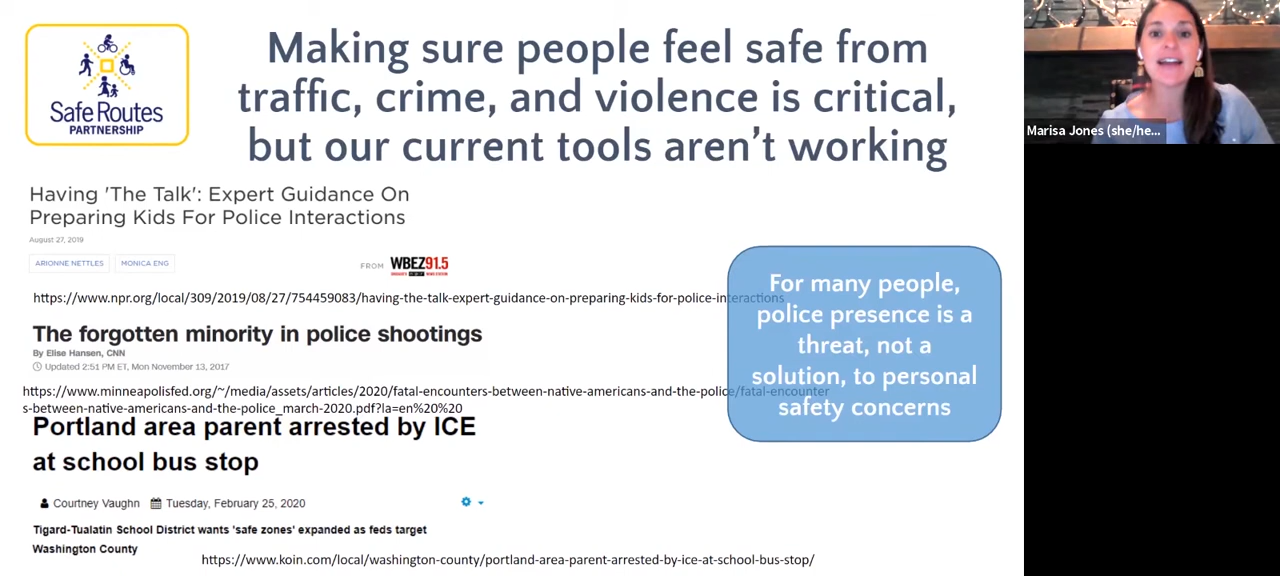 Safe Routes
PARTNERSHIP
Making sure people feel safe from
traffic, crime, and violence is critical,
but our current tools aren't working
Marisa Jones (she/he...
Having 'The Talk': Expert Guidance On
Preparing Kids For Police Interactions
August 27, 2019
ARIONNE NETTLES MONICA ENG
FROM WBEZ91.5
https://www.npr.org/local/309/2019/08/27/754459083/having-the-talk-expert-guidance-on-preparing-kids-for-police-interactions
The forgotten minority in police shootings
By Elise Hansen, CNN
Updated 2:51 PM ET, Mon November 13, 2017
https://www.minneapolisfed.org/~/media/assets/articles/2020/fatal-encounters-between-native-americans-and-the-police/fatal-encounter
s-between-native-americans-and-the-police_march-2020.pdf?la=en%20%20
Portland area parent arrested by ICE
at school bus stop
Courtney Vaughn Tuesday, February 25, 2020
Tigard-Tualatin School District wants 'safe zones' expanded as feds target
Washington County
https://www.koin.com/local/washington-county/portland-area-parent-arrested-by-ice-at-school-bus-stop/
For many people,
police presence is a
threat, not a
solution, to personal
safety concerns